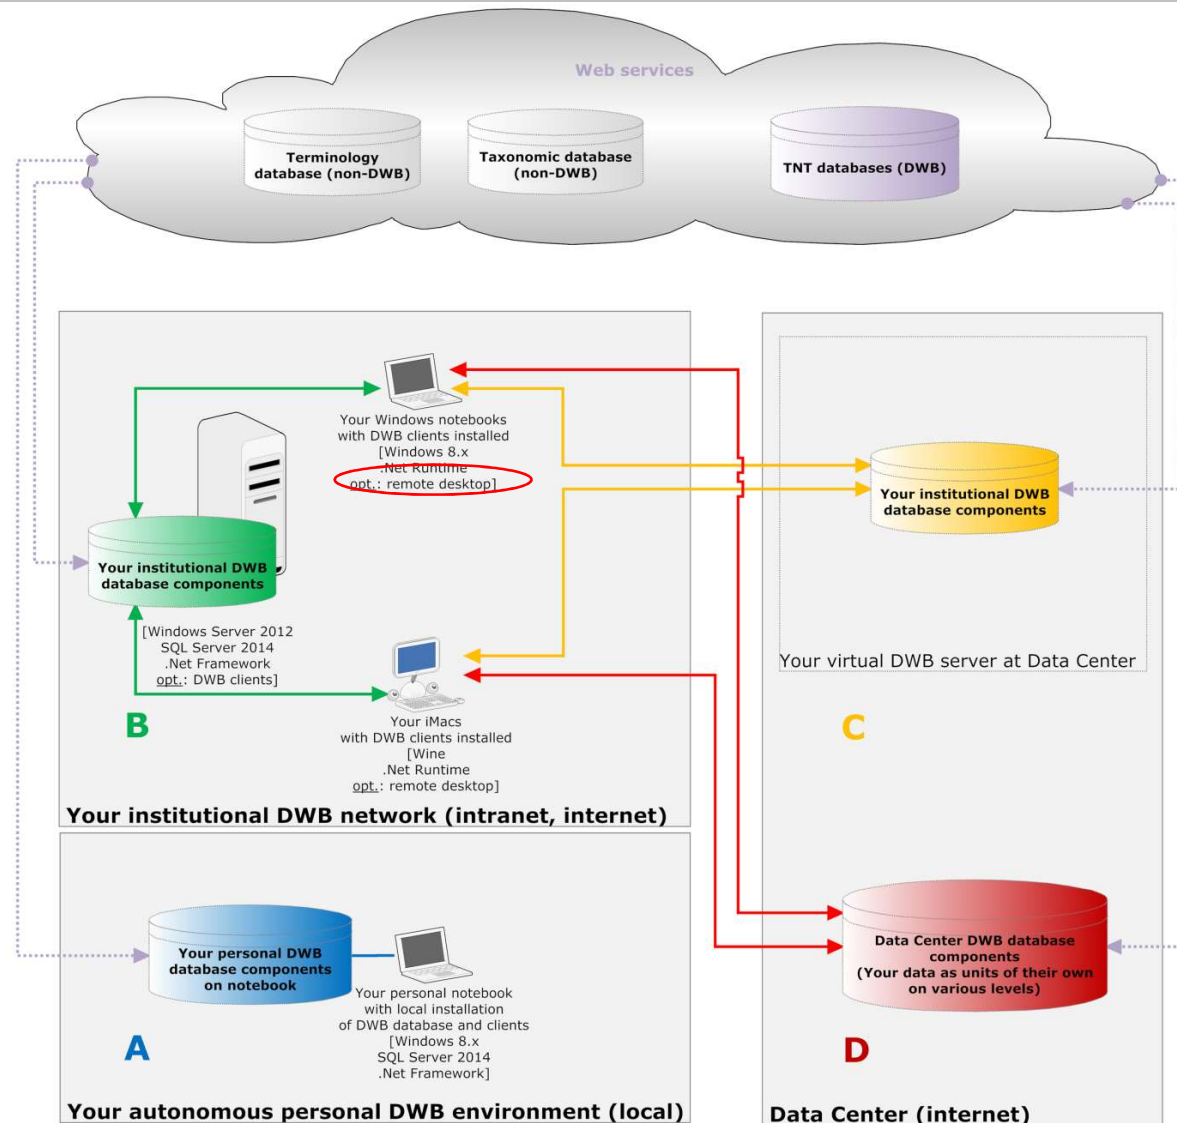 Web services
Terminology
database (non-DWB)
Taxonomic database
(non-DWB)
TNT databases (DWB)
Your Windows notebooks
with DWB clients installed
[Windows 8.x
.Net Runtime
opt.: remote desktop]
Your institutional DWB
database components
[Windows Server 2012
SQL Server 2014
.Net Framework
opt.: DWB clients]
B
Your iMacs
with DWB clients installed
[Wine
.Net Runtime
opt.: remote desktop]
Your institutional DWB network (intranet, internet)
Your institutional DWB
database components
Your virtual DWB server at Data Center
C
Your personal DWB
database components
on notebook
Your personal notebook
with local installation
of DWB database and clients
[Windows 8.x
SQL Server 2014
.Net Framework]
A
Your autonomous personal DWB environment (local)
Data Center DWB database
components
(Your data as units of their own
on various levels)
D
Data Center (internet)